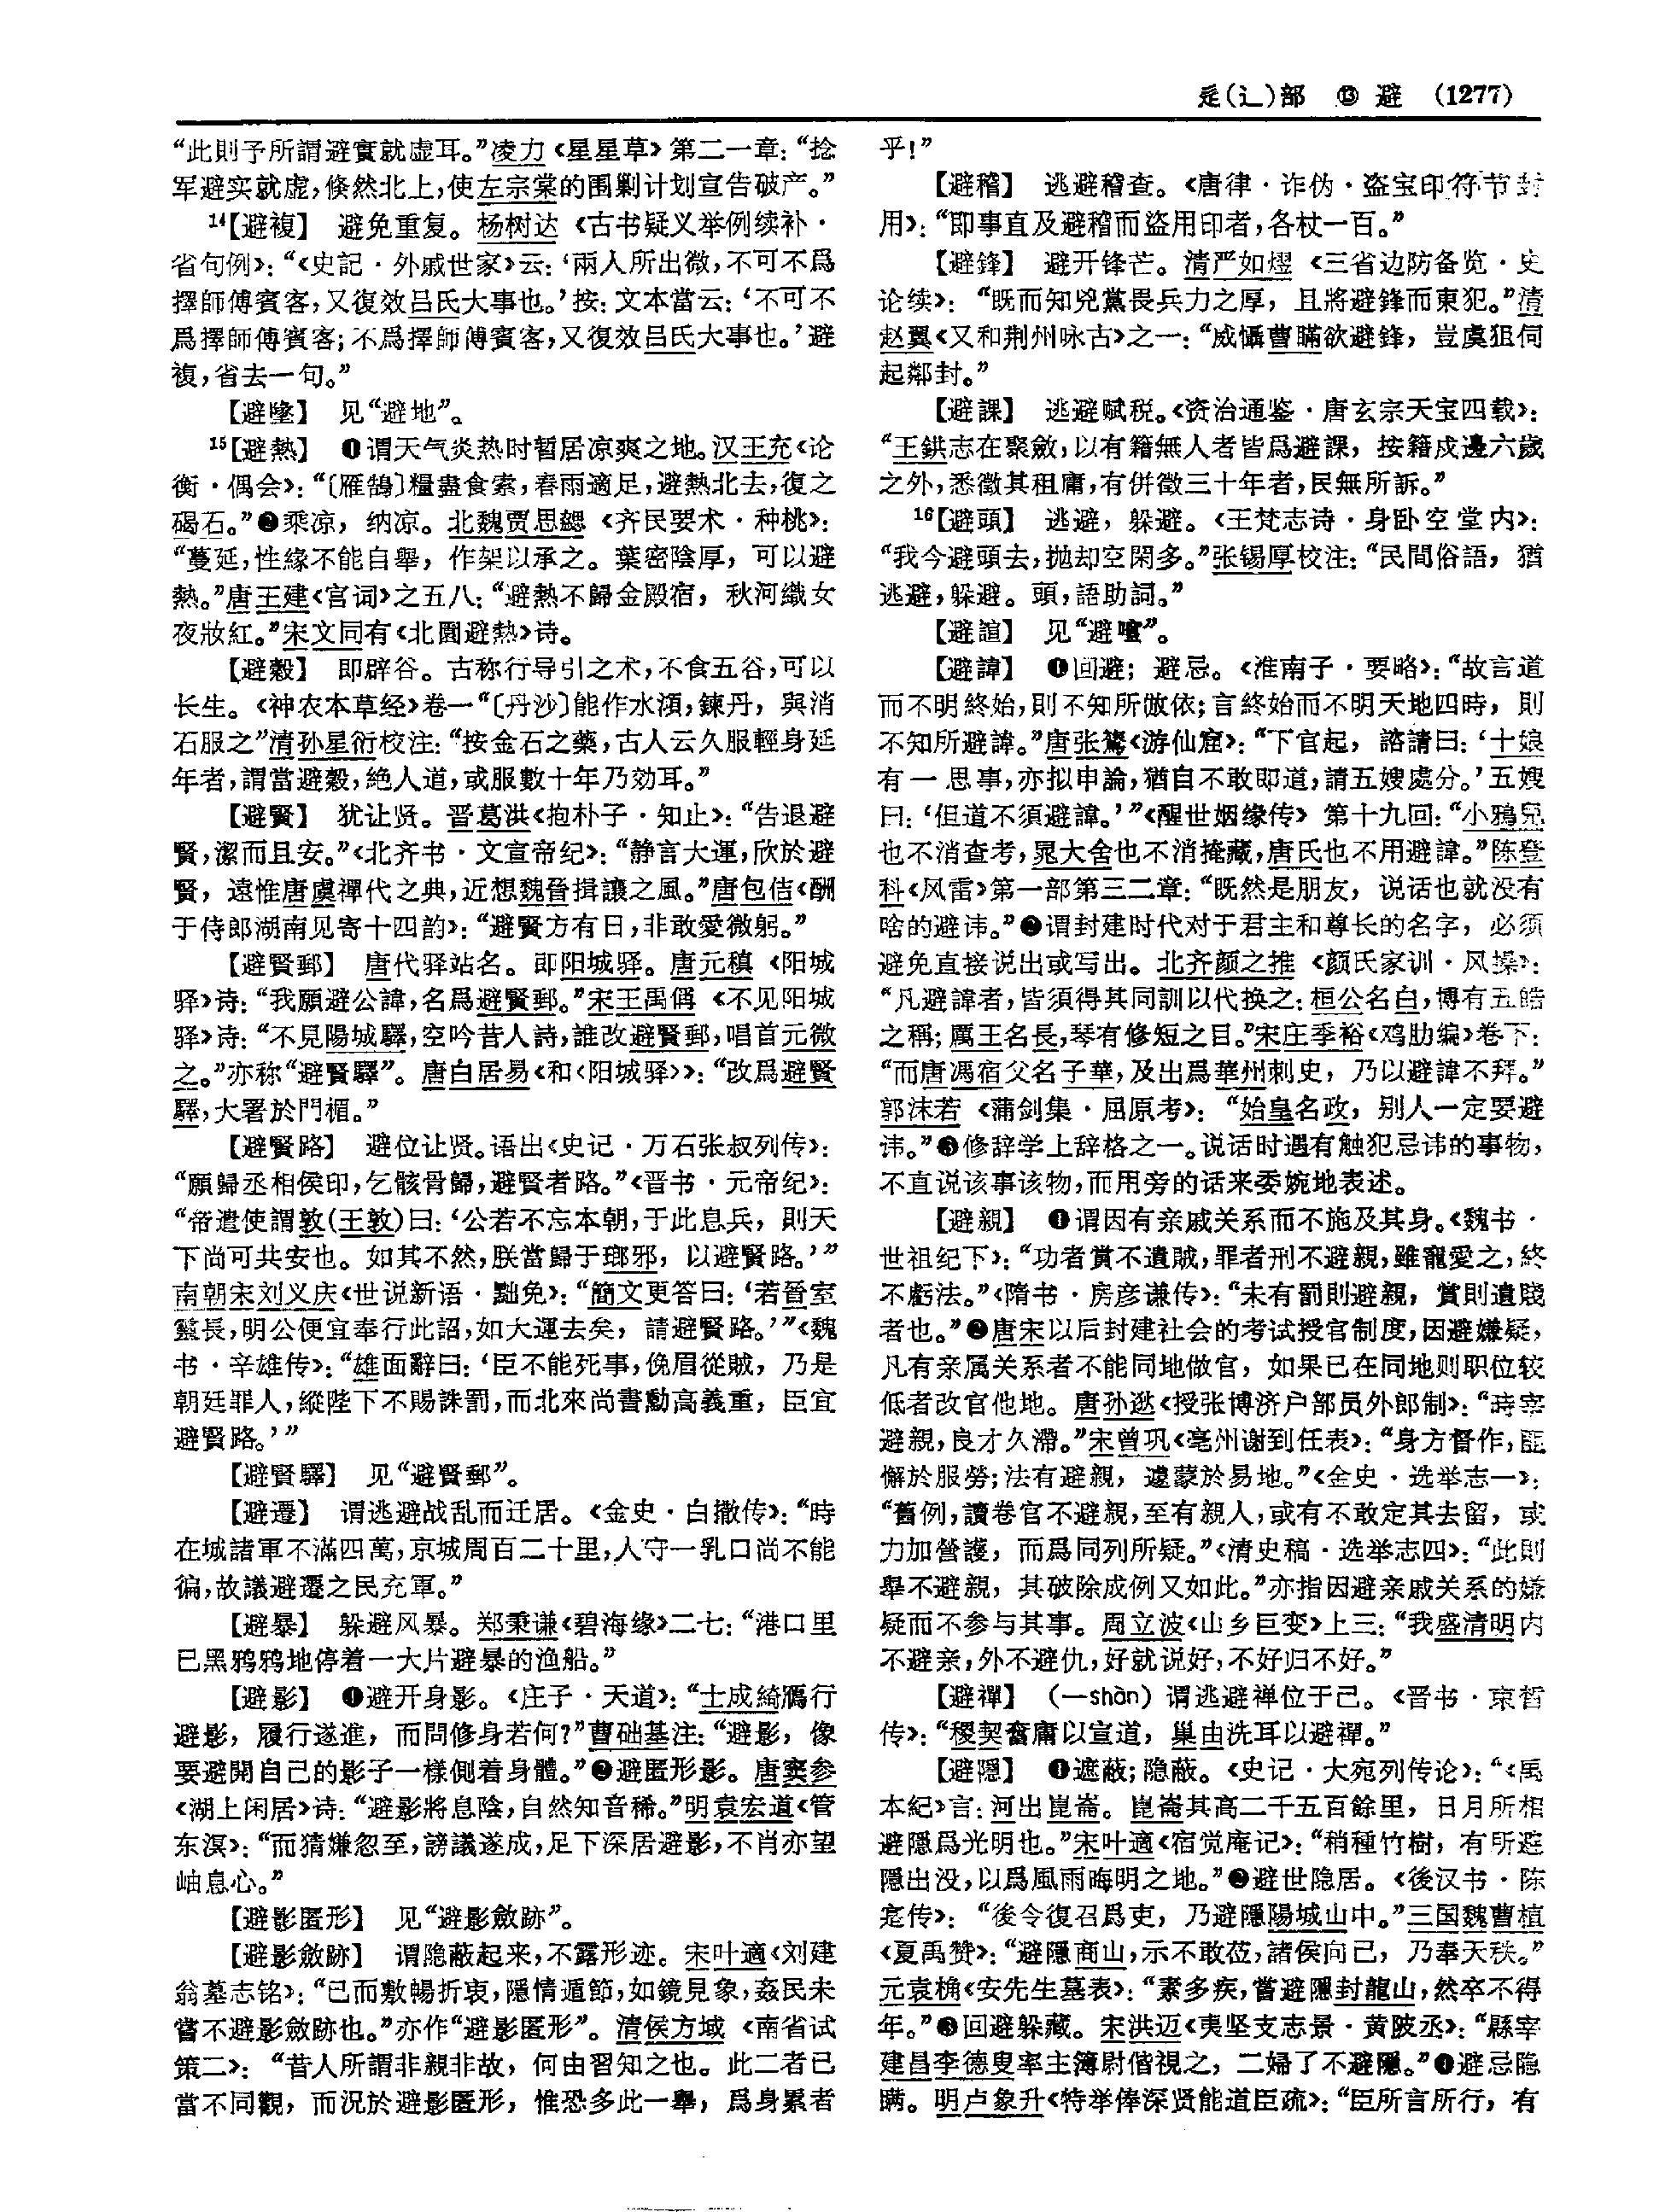 辵(辶)部 ⑬ 避 (1277)
“此則予所謂避實就虚耳。”凌力《星星草》第二一章：“捻
军避实就虚，倏然北上，使左宗棠的围剿计划宣告破产。”
14【避複】 避免重复。杨树达《古书疑义举例续补·
省句例》：“《史記·外戚世家》云：‘兩人所出微，不可不爲
擇師傅賓客，又復效吕氏大事也。’按：文本當云：‘不可不
爲擇師傅賓客；不爲擇師傅賓客，又復效吕氏大事也。’避
複，省去一句。”
【避墬】 见“避地”。
15【避熱】 ❶谓天气炎热时暂居凉爽之地。汉王充《论
衡·偶会》：“〔雁鵠〕糧盡食索，春雨適足，避熱北去，復之
碣石。”❷乘凉，纳凉。北魏贾思勰《齐民要术·种桃》：
“蔓延，性緣不能自舉，作架以承之。葉密陰厚，可以避
熱。”唐王建《宫词》之五八：“避熱不歸金殿宿，秋河織女
夜妝紅。”宋文同有《北園避熱》诗。
【避穀】 即辟谷。古称行导引之术，不食五谷，可以
长生。《神农本草经》卷一“〔丹沙〕能作水澒，鍊丹，與消
石服之”清孙星衍校注：“按金石之藥，古人云久服輕身延
年者，謂當避穀，絶人道，或服數十年乃効耳。”
【避賢】 犹让贤。晋葛洪《抱朴子·知止》：“告退避
賢，潔而且安。”《北齐书·文宣帝纪》：“静言大運，欣於避
賢，遠惟唐虞禪代之典，近想魏晉揖讓之風。”唐包佶《酬
于侍郎湖南见寄十四韵》：“避賢方有日，非敢愛微躬。”
【避賢郵】 唐代驿站名。即阳城驿。唐元稹《阳城
驿》诗：“我願避公諱，名爲避賢郵。”宋王禹偁《不见阳城
驿》诗：“不見陽城驛，空吟昔人詩，誰改避賢郵，唱首元微
之。”亦称“避賢驛”。唐白居易《和〈阳城驿〉》：“改爲避賢
驛，大署於門楣。”
【避賢路】 避位让贤。语出《史记·万石张叔列传》：
“願歸丞相侯印，乞骸骨歸，避賢者路。”《晋书·元帝纪》：
“帝遣使謂敦(王敦)曰：‘公若不忘本朝，于此息兵，則天
下尚可共安也。如其不然，朕當歸于瑯邪，以避賢路。’”
南朝宋刘义庆《世说新语·黜免》：“簡文更答曰：‘若晉室
靈長，明公便宜奉行此詔，如大運去矣，請避賢路。’”《魏
书·辛雄传》：“雄面辭曰：‘臣不能死事，俛眉從賊，乃是
朝廷罪人，縱陛下不賜誅罰，而北來尚書勳高義重，臣宜
避賢路。’”
【避賢驛】 见“避賢郵”。
【避遷】 谓逃避战乱而迁居。《金史·白撒传》：“時
在城諸軍不滿四萬，京城周百二十里，人守一乳口尚不能
徧，故議避遷之民充軍。”
【避暴】 躲避风暴。郑秉谦《碧海缘》二七：“港口里
已黑鸦鸦地停着一大片避暴的渔船。”
【避影】 ❶避开身影。《庄子·天道》：“士成綺鴈行
避影，履行遂進，而問修身若何？”曹础基注：“避影，像
要避開自己的影子一樣側着身體。”❷避匿形影。唐窦参
《湖上闲居》诗：“避影將息陰，自然知音稀。”明袁宏道《管
东溟》：“而猜嫌忽至，謗議遂成，足下深居避影，不肖亦望
岫息心。”
【避影匿形】 见“避影斂跡”。
【避影斂跡】 谓隐蔽起来，不露形迹。宋叶適《刘建
翁墓志铭》：“已而敷暢折衷，隱情遁節，如鏡見象，姦民未
嘗不避影斂跡也。”亦作“避影匿形”。清侯方域《南省试
策二》：“昔人所謂非親非故，何由習知之也。此二者已
當不同觀，而況於避影匿形，惟恐多此一舉，爲身累者
乎！”
【避稽】 逃避稽查。《唐律·诈伪·盗宝印符节封
用》：“即事直及避稽而盜用印者，各杖一百。”
【避鋒】 避开锋芒。清严如熤《三省边防备览·史
论续》：“既而知兇黨畏兵力之厚，且將避鋒而東犯。”清
赵翼《又和荆州咏古》之一：“威懾曹瞞欲避鋒，豈虞狙伺
起鄰封。”
【避課】 逃避赋税。《资治通鉴·唐玄宗天宝四载》：
“王鉷志在聚斂，以有籍無人者皆爲避課，按籍戍邊六歲
之外，悉徵其租庸，有併徵三十年者，民無所訴。”
16【避頭】 逃避，躲避。《王梵志诗·身卧空堂内》：
“我今避頭去，抛却空閑多。”张锡厚校注：“民間俗語，猶
逃避，躲避。頭，語助詞。”
【避諠】 见“避喧”。
【避諱】 ❶回避；避忌。《淮南子·要略》：“故言道
而不明終始，則不知所倣依；言終始而不明天地四時，則
不知所避諱。”唐张鷟《游仙窟》：“下官起，諮請曰：‘十娘
有一思事，亦拟申論，猶自不敢即道，請五嫂處分。’五嫂
曰：‘但道不須避諱。’”《醒世姻缘传》第十九回：“小鴉兒
也不消查考，晁大舍也不消掩藏，唐氏也不用避諱。”陈登
科《风雷》第一部第三二章：“既然是朋友，说话也就没有
啥的避讳。”❷谓封建时代对于君主和尊长的名字，必须
避免直接说出或写出。北齐颜之推《颜氏家训·风操》：
“凡避諱者，皆須得其同訓以代换之：桓公名白，博有五皓
之稱；厲王名長，琴有修短之目。”宋庄季裕《鸡肋编》卷下：
“而唐馮宿父名子華，及出爲華州刺史，乃以避諱不拜。”
郭沫若《蒲剑集·屈原考》：“始皇名政，别人一定要避
讳。”❸修辞学上辞格之一。说话时遇有触犯忌讳的事物，
不直说该事该物，而用旁的话来委婉地表述。
【避親】 ❶谓因有亲戚关系而不施及其身。《魏书·
世祖纪下》：“功者賞不遺賊，罪者刑不避親，雖寵愛之，終
不虧法。”《隋书·房彦谦传》：“未有罰則避親，賞則遺賤
者也。”❷唐宋以后封建社会的考试授官制度，因避嫌疑，
凡有亲属关系者不能同地做官，如果已在同地则职位较
低者改官他地。唐孙逖《授张博济户部员外郎制》：“時宰
避親，良才久滯。”宋曾巩《亳州谢到任表》：“身方督作，匪
懈於服勞；法有避親，遽蒙於易地。”《金史·选举志一》：
“舊例，讀卷官不避親，至有親人，或有不敢定其去留，或
力加營護，而爲同列所疑。”《清史稿·选举志四》：“此則
舉不避親，其破除成例又如此。”亦指因避亲戚关系的嫌
疑而不参与其事。周立波《山乡巨变》上三：“我盛清明内
不避亲，外不避仇，好就说好，不好归不好。”
【避禪】 (—shàn) 谓逃避禅位于己。《晋书·束皙
传》：“稷契奮庸以宣道，巢由洗耳以避禪。”
【避隱】 ❶遮蔽；隐蔽。《史记·大宛列传论》：“《禹
本紀》言：河出崑崙。崑崙其高二千五百餘里，日月所相
避隱爲光明也。”宋叶適《宿觉庵记》：“稍種竹樹，有所避
隱出没，以爲風雨晦明之地。”❷避世隐居。《後汉书·陈
寔传》：“後令復召爲吏，乃避隱陽城山中。”三国魏曹植
《夏禹赞》：“避隱商山，示不敢莅，諸侯向己，乃奉天秩。”
元袁桷《安先生墓表》：“素多疾，嘗避隱封龍山，然卒不得
年。”❸回避躲藏。宋洪迈《夷坚支志景·黄陂丞》：“縣宰
建昌李德叟率主簿尉偕視之，二婦了不避隱。”❹避忌隐
瞒。明卢象升《特举俸深贤能道臣疏》：“臣所言所行，有